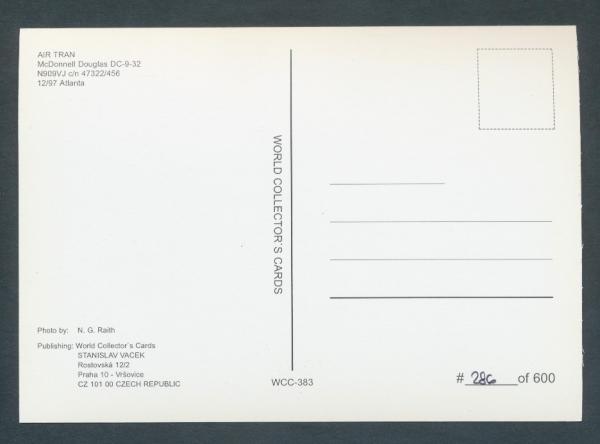 AIR TRAN
McDonnell Douglas DC-9-32
N909VJ c/n 47322/456
12/97 Atlanta
WORLD COLLECTOR`S CARDS
Photo by: N. G. Raith
Publishing: World Collector`s Cards
STANISLAV VACEK
Rostovská 12/2
Praha 10 - Vršovice
CZ 101 00 CZECH REPUBLIC
WCC-383
# 286 of 600